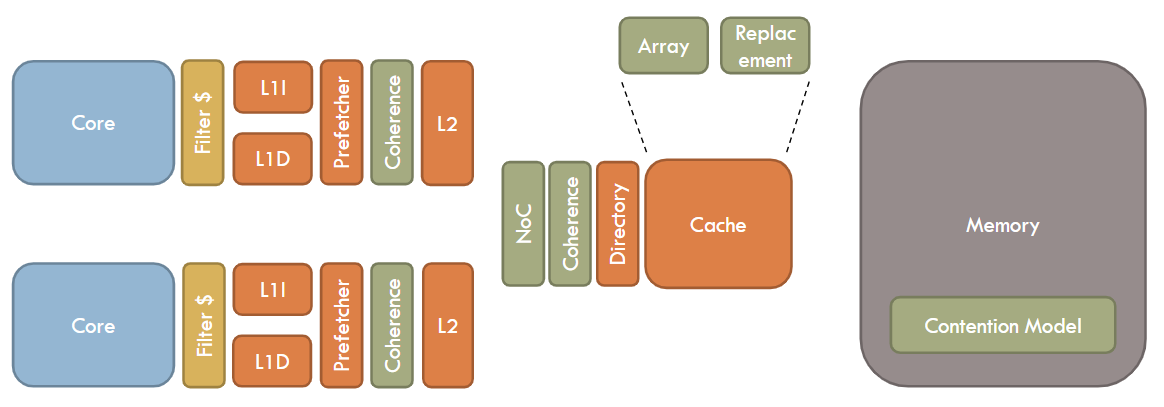 Array
Replac
ement
Core
Filter $
L1I
L1D
Prefetcher
Coherence
L2
NoC
Coherence
Directory
Cache
Memory
Contention Model
Core
Filter $
L1I
L1D
Prefetcher
Coherence
L2